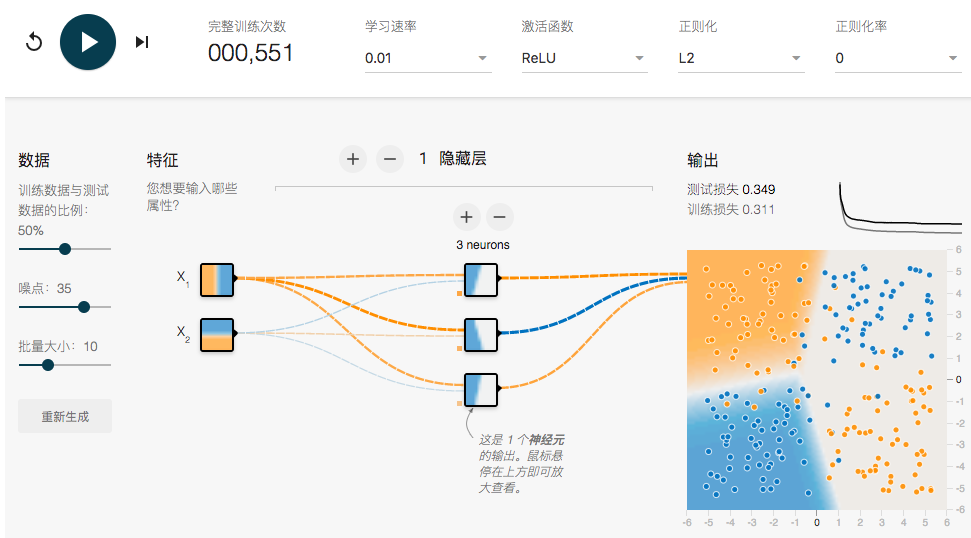 完整训练次数
000,551
学习速率
0.01
激活函数
ReLU
正则化
L2
正则化率
0
数据
训练数据与测试
数据的比例：
50%
噪点：35
批量大小：10
重新生成
特征
您想要输入哪些
属性？
X1
X2
1 隐藏层
3 neurons
这是 1 个神经元
的输出。鼠标悬
停在上方即可放
大查看。
输出
测试损失 0.349
训练损失 0.311
6
5
4
3
2
1
0
-1
-2
-3
-4
-5
-6
-6 -5 -4 -3 -2 -1 0 1 2 3 4 5 6